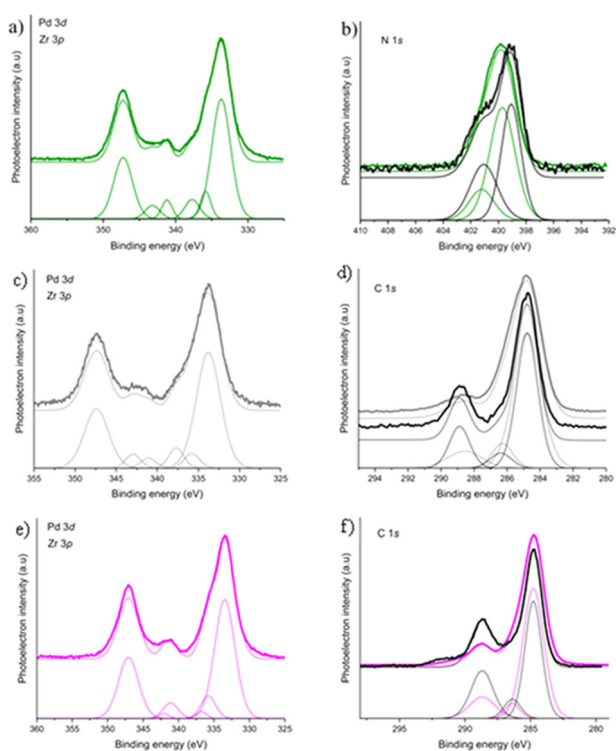 a)
Pd 3d
Zr 3p
Photoelectron intensity (a.u)
360 355 350 345 340 335 330 325
Binding energy (eV)
b)
N 1s
Photoelectron intensity (a.u)
410 408 406 404 402 400 398 396 394 392
Binding energy (eV)
c)
Pd 3d
Zr 3p
Photoelectron intensity (a.u)
355 350 345 340 335 330 325
Binding energy (eV)
d)
C 1s
Photoelectron intensity (a.u)
294 292 290 288 286 284 282 280
Binding energy (eV)
e)
Pd 3d
Zr 3p
Photoelectron intensity (a.u)
360 355 350 345 340 335 330 325
Binding energy (eV)
f)
C 1s
Photoelectron intensity (a.u)
295 290 285 280
Binding energy (eV)